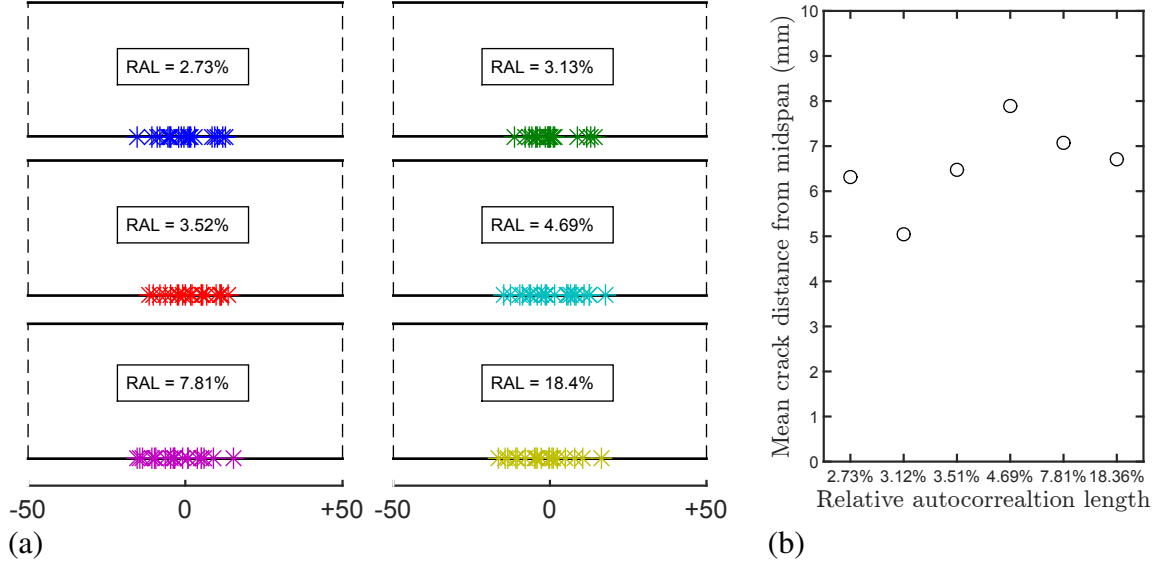 RAL = 2.73%
RAL = 3.13%
RAL = 3.52%
RAL = 4.69%
RAL = 7.81%
RAL = 18.4%
-50 0 +50
-50 0 +50
(a)
Mean crack distance from midspan (mm)
10
9
8
7
6
5
4
3
2
1
0
2.73% 3.12% 3.51% 4.69% 7.81% 18.36%
Relative autocorrealtion length
(b)